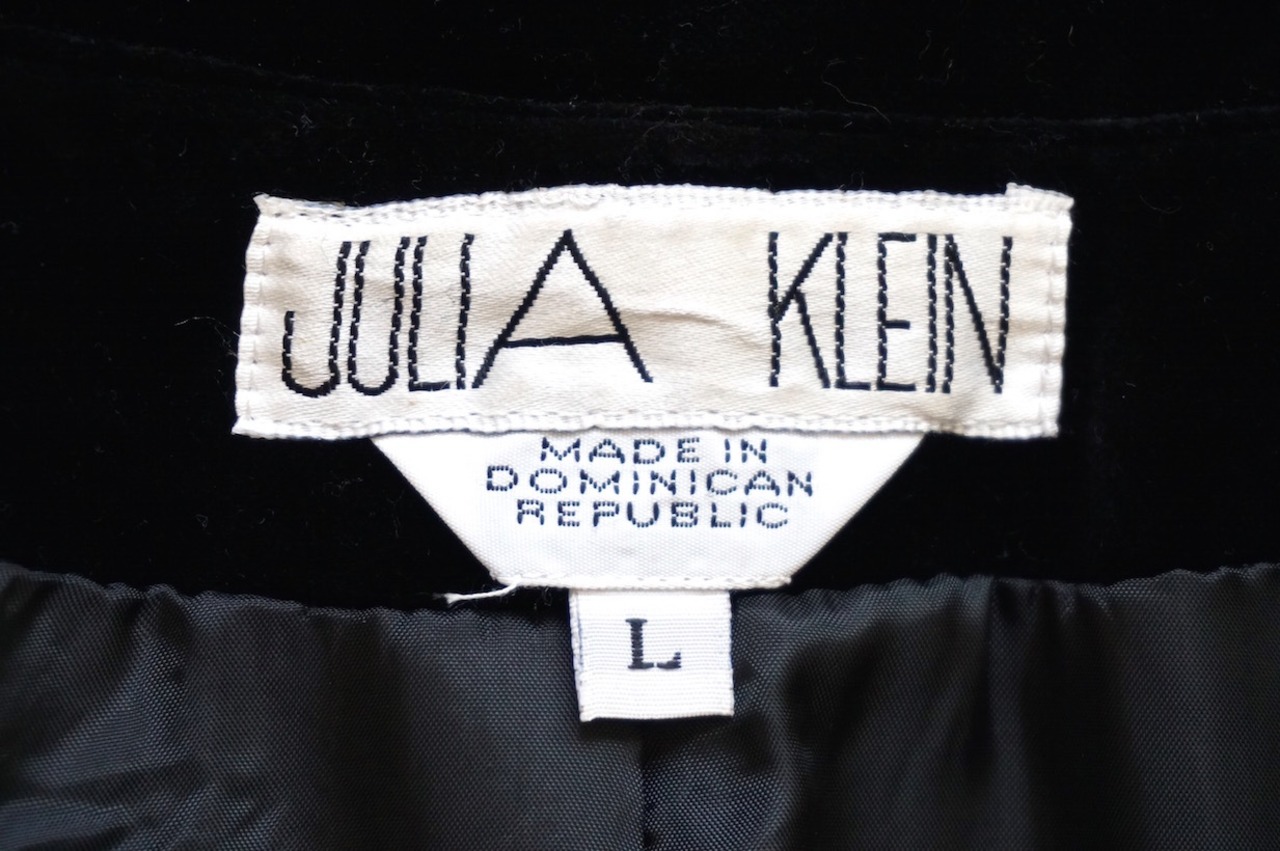 JULIA KLEIN
MADE IN
DOMINICAN
REPUBLIC
L